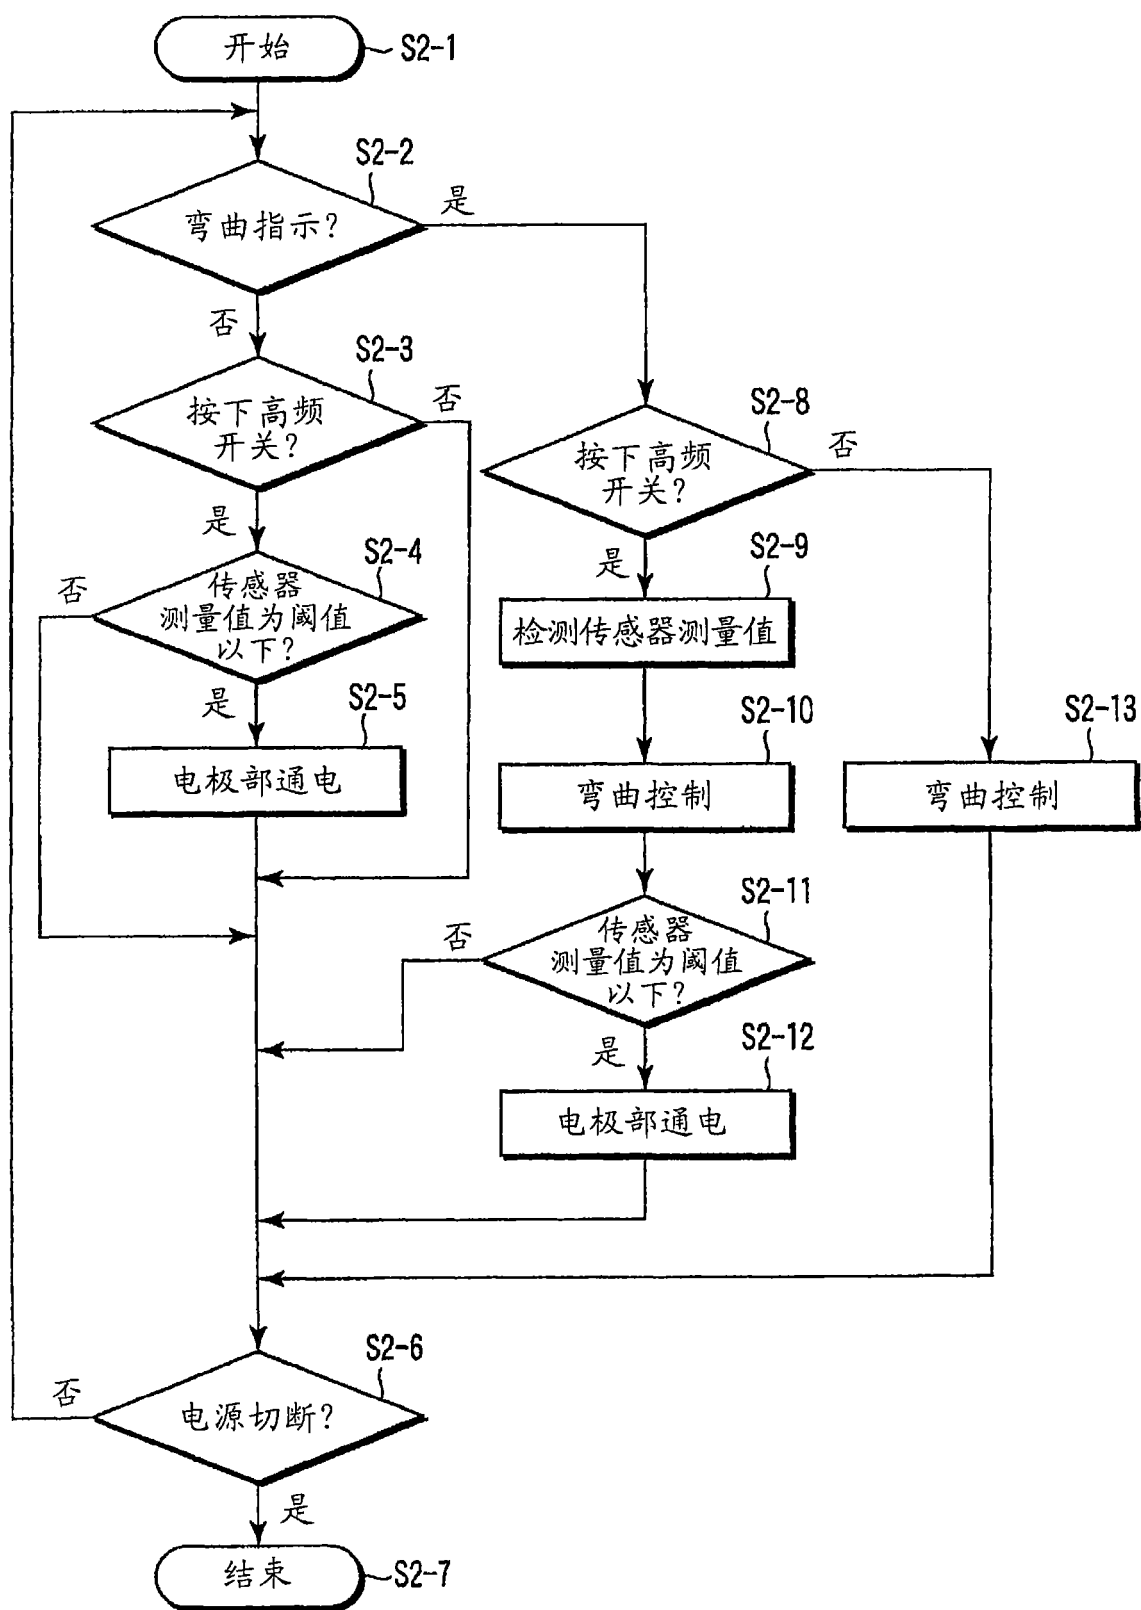 开始
S2-1
S2-2
弯曲指示?
是
否
S2-3
按下高频
开关?
否
是
S2-4
传感器
测量值为阈值
以下?
否
是
S2-5
电极部通电
S2-8
按下高频
开关?
否
是
S2-9
检测传感器测量值
S2-10
弯曲控制
S2-13
弯曲控制
S2-11
传感器
测量值为阈值
以下?
否
是
S2-12
电极部通电
S2-6
电源切断?
否
是
结束
S2-7